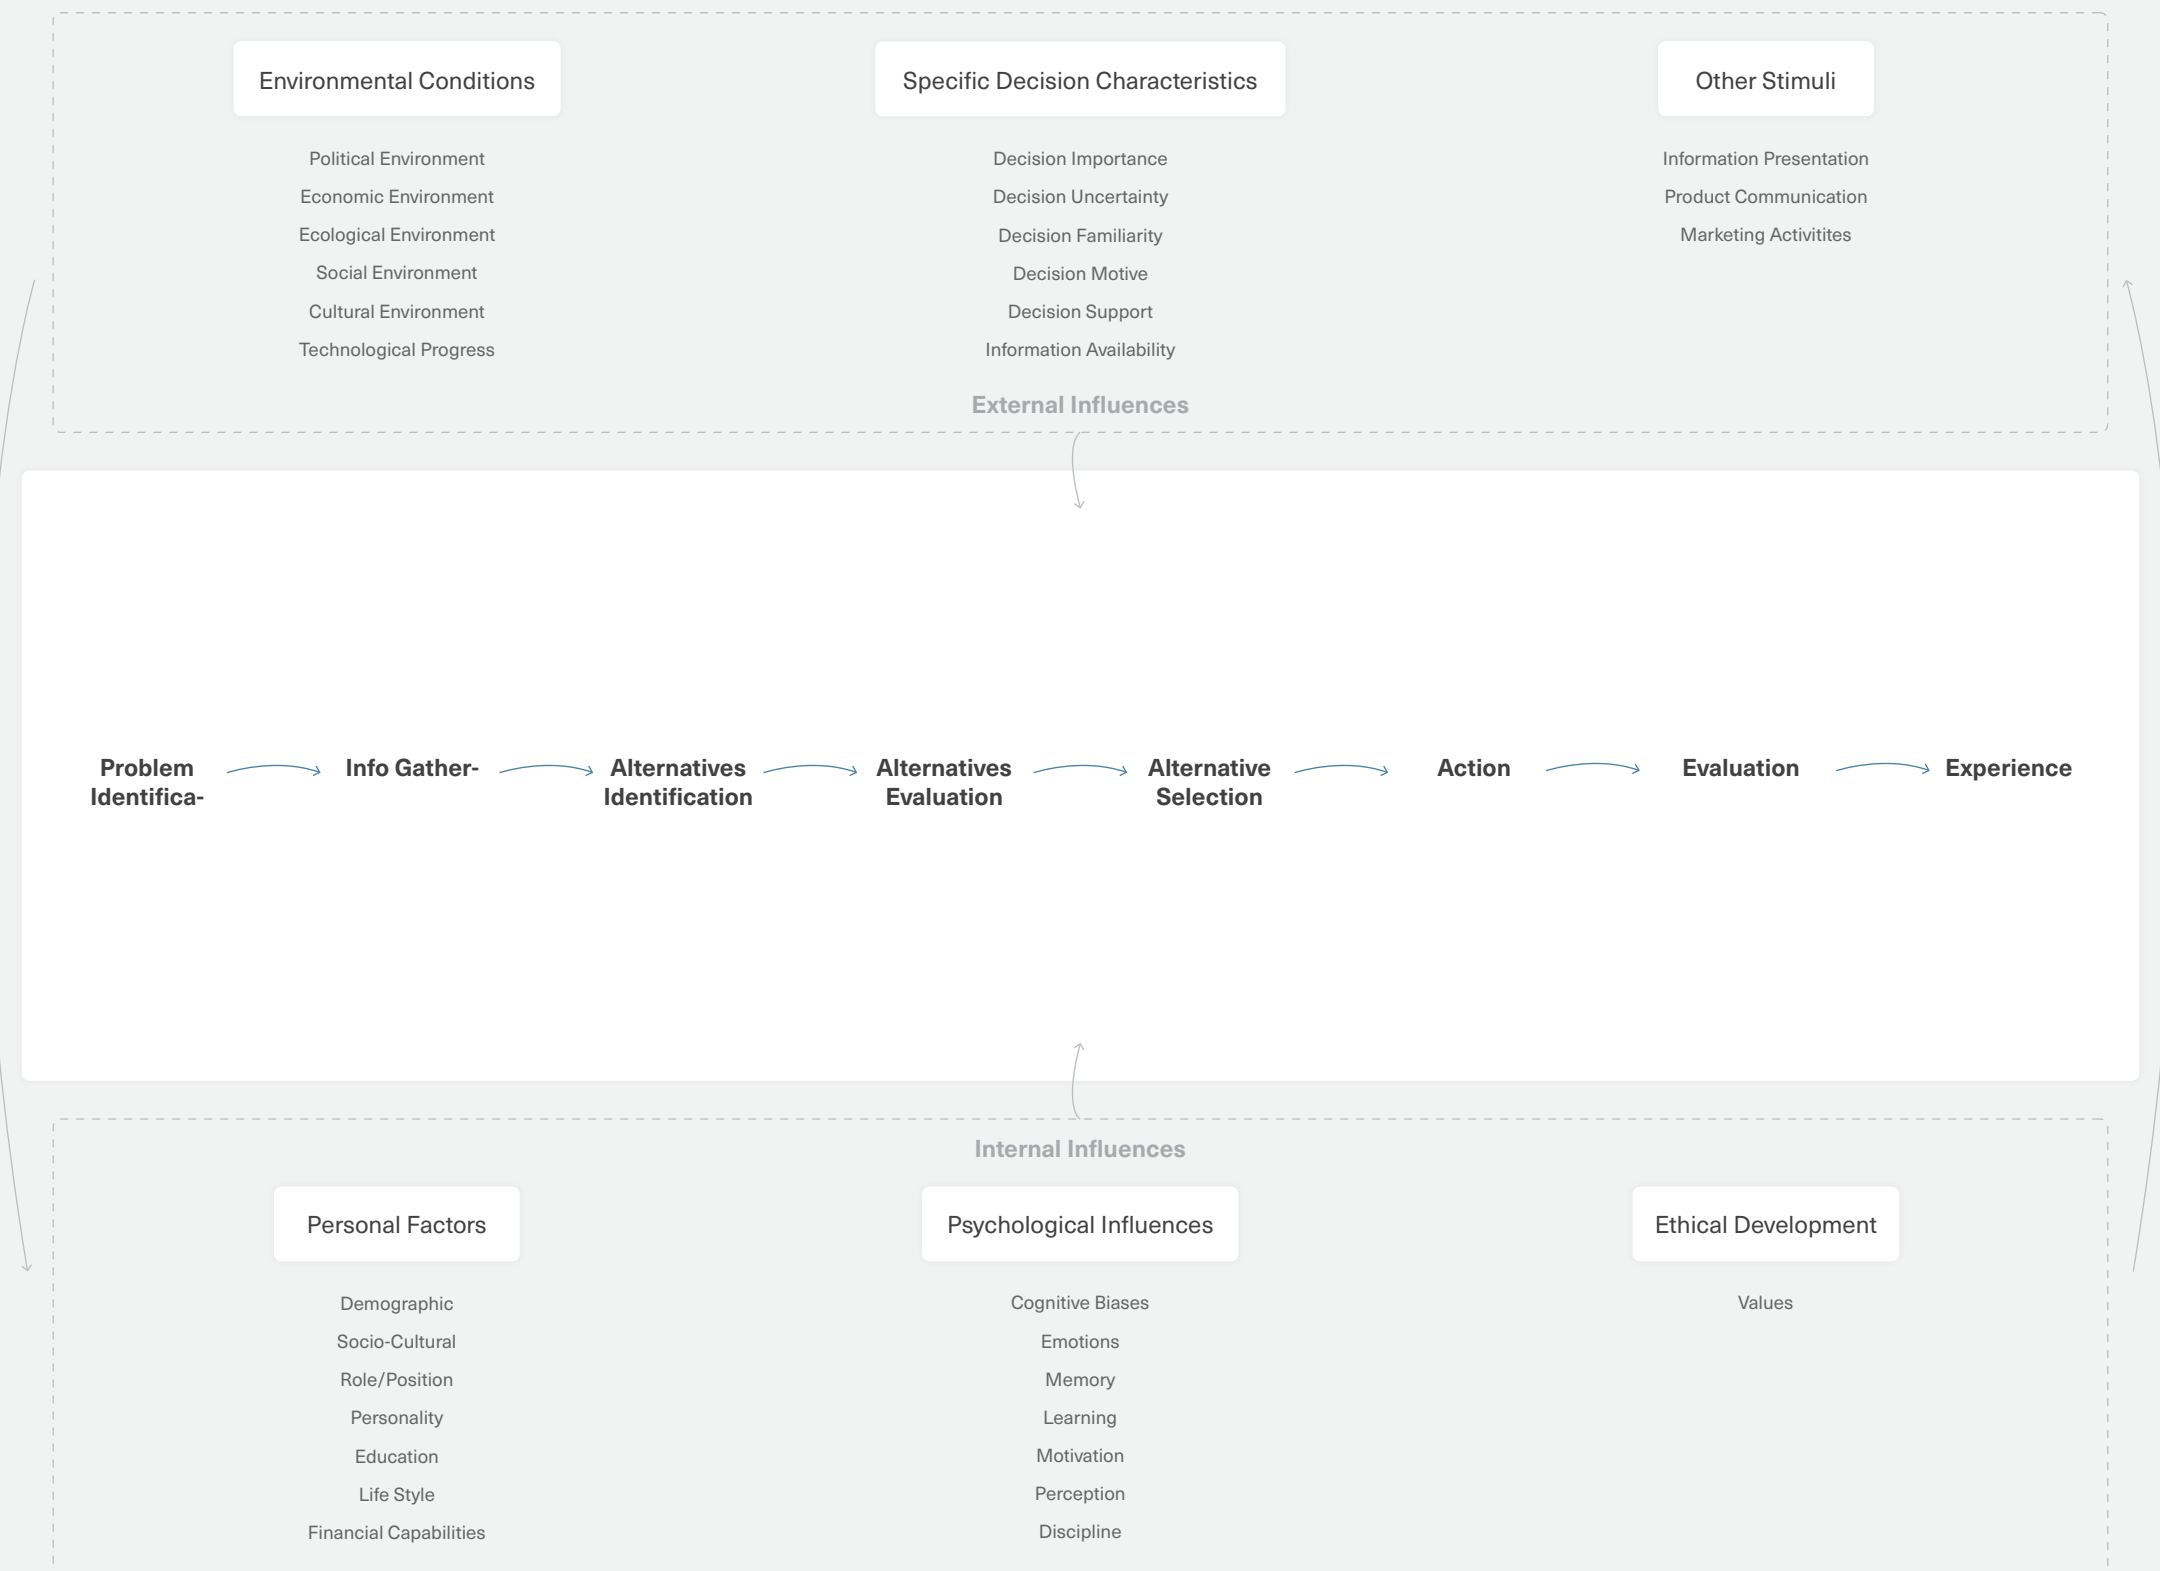 Environmental Conditions
Political Environment
Economic Environment
Ecological Environment
Social Environment
Cultural Environment
Technological Progress
Specific Decision Characteristics
Decision Importance
Decision Uncertainty
Decision Familiarity
Decision Motive
Decision Support
Information Availability
Other Stimuli
Information Presentation
Product Communication
Marketing Activitites
External Influences
Problem
Identifica-
Info Gather-
Alternatives
Identification
Alternatives
Evaluation
Alternative
Selection
Action
Evaluation
Experience
Internal Influences
Personal Factors
Demographic
Socio-Cultural
Role/Position
Personality
Education
Life Style
Financial Capabilities
Psychological Influences
Cognitive Biases
Emotions
Memory
Learning
Motivation
Perception
Discipline
Ethical Development
Values